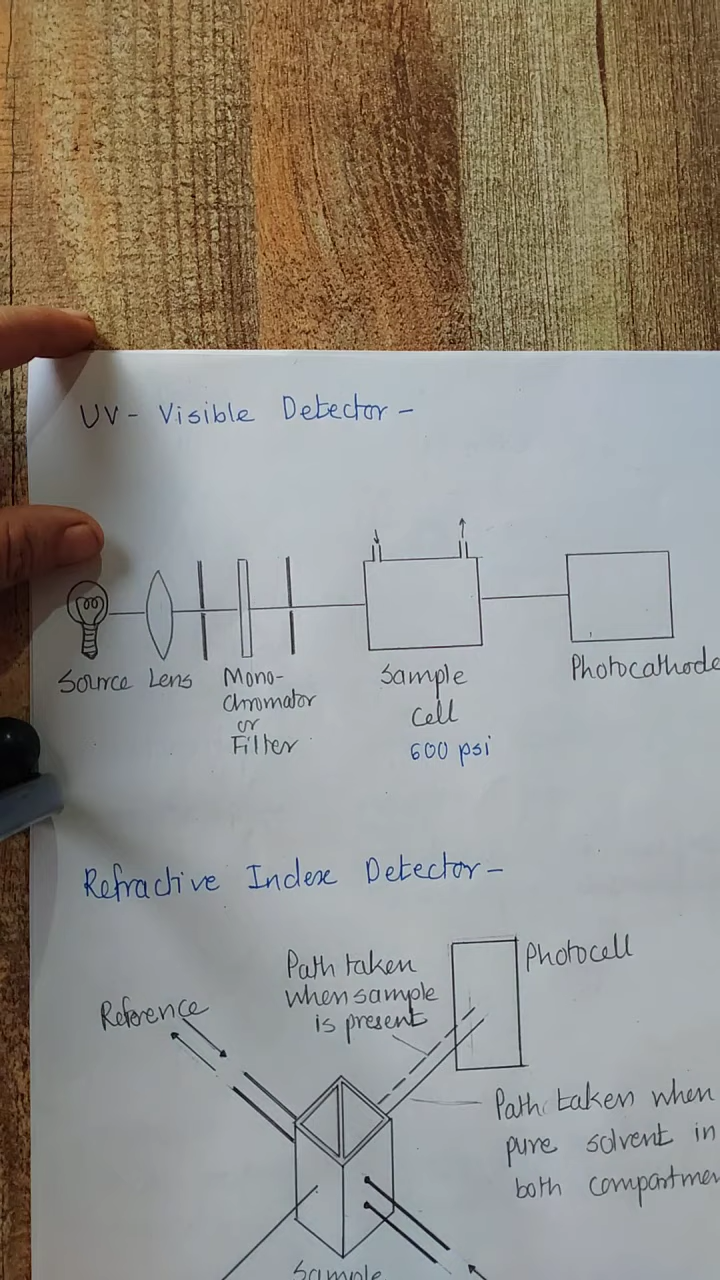 UV - Visible Detector -
Source
Lens
Mono-
chromator
or
Filter
Sample
Cell
600 psi
Photocathode
Refractive Index Detector -
Reference
Path taken
when sample
is present
Photocell
Path taken when
pure solvent in
both compartmen
Sample